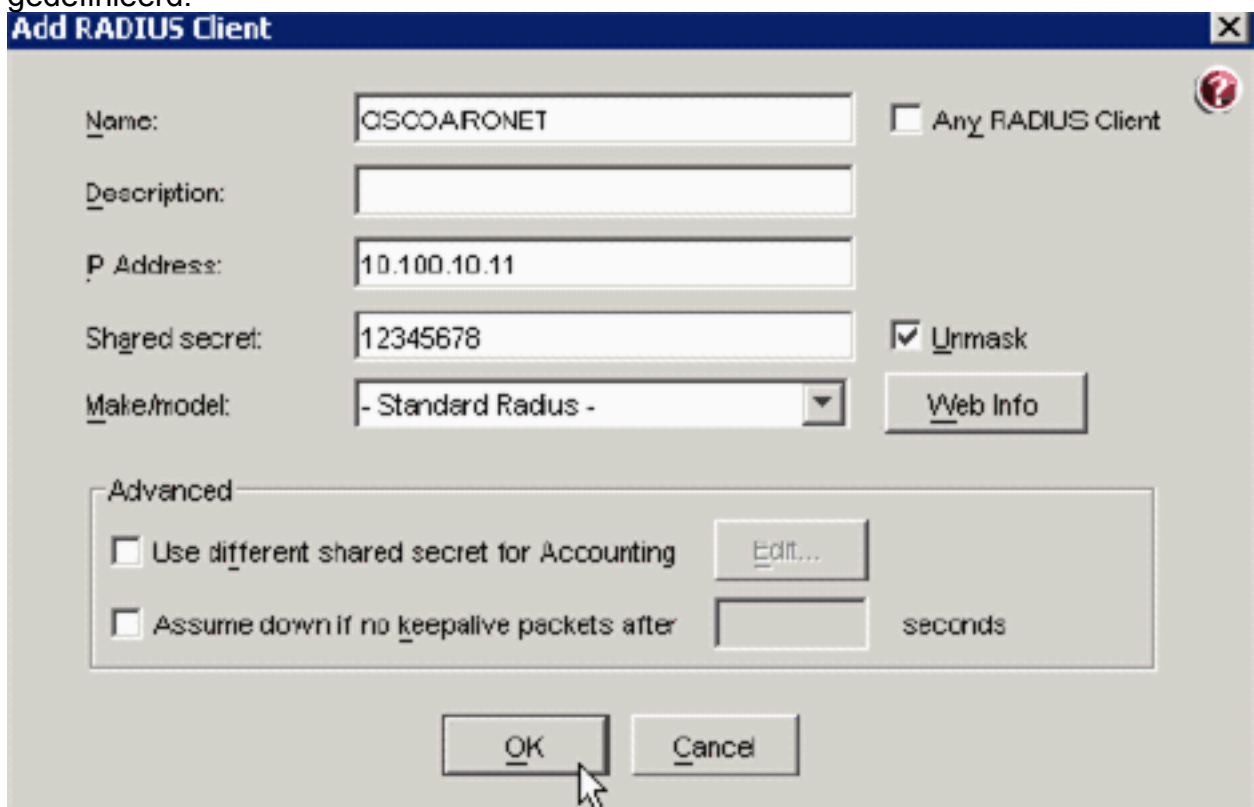 gedefinieerd.
Add RADIUS Client
Name: CISCOAIRONET Any RADIUS Client
Description:
IP Address: 10.100.10.11
Shared secret: 12345678 Unmask
Make/model: - Standard Radius - Web Info
Advanced
Use different shared secret for Accounting Edit...
Assume down if no keepalive packets after seconds
OK Cancel